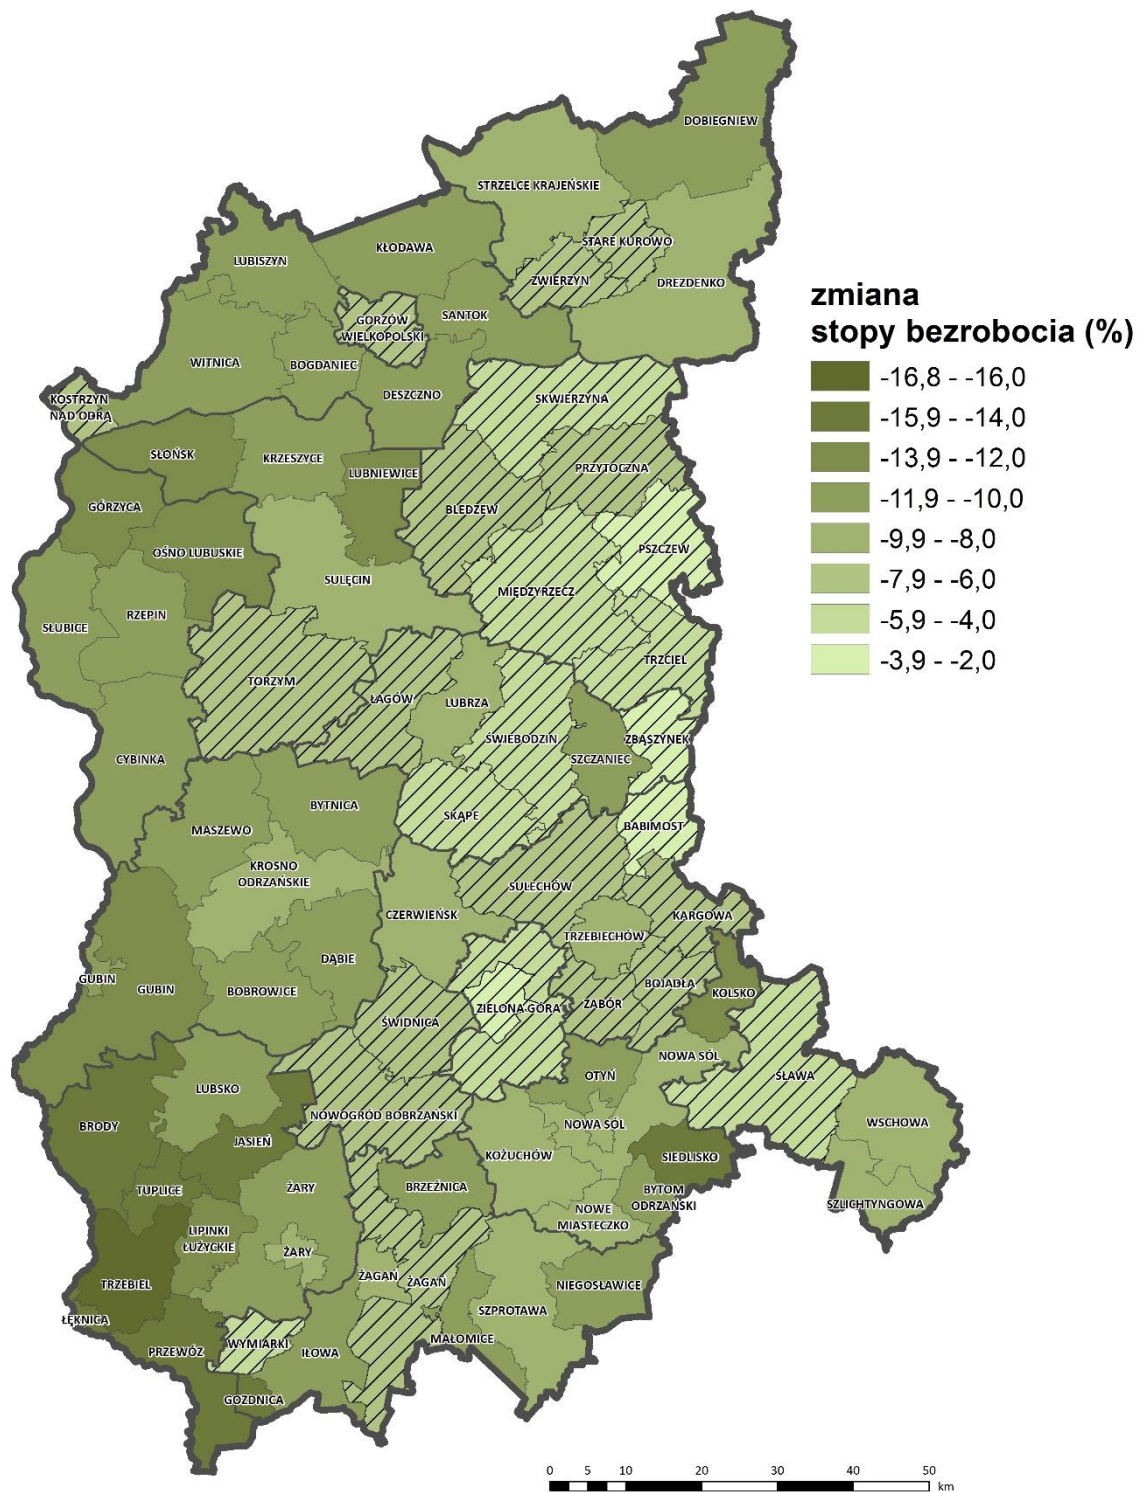 DOBIEGNIEW
STRZELCE KRAJEŃSKIE
STARE KUROWO
KŁODAWA
LUBISZYN
ZWIERZYN
DREZDENKO
zmiana
stopy bezrobocia (%)
-16,8 - -16,0
-15,9 - -14,0
-13,9 - -12,0
-11,9 - -10,0
-9,9 - -8,0
-7,9 - -6,0
-5,9 - -4,0
-3,9 - -2,0
GORZÓW
WIELKOPOLSKI
SANTOK
WITNICA
BOGDANIEC
DESZCZNO
KOSTRZYN
NAD ODRĄ
SKWIERZYNA
SŁOŃSK
KRZESZYCE
LUBNIEWICE
PRZYTOCZNA
GÓRZYCA
BLEDZEW
OŚNO LUBUSKIE
PSZCZEW
SULĘCIN
MIĘDZYRZECZ
SŁUBICE
RZEPIN
TRZCIEL
TORZYM
ŁAGÓW
LUBRZA
ŚWIEBODZIN
ZBĄSZYNEK
CYBINKA
SZCZANIEC
BYTNICA
SKĄPE
BABIMOST
MASZEWO
KROSNO
ODRZAŃSKIE
SULECHÓW
CZERWIEŃSK
KARGOWA
TRZEBIECHÓW
DĄBIE
GUBIN
GUBIN
BOBROWICE
BOJADŁA
KOLSKO
ZIELONA GÓRA
ZABÓR
ŚWIDNICA
NOWA SÓL
OTYŃ
SŁAWA
LUBSKO
NOWOGRÓD BOBRZAŃSKI
BRODY
NOWA SÓL
WSCHOWA
JASIEŃ
KOŻUCHÓW
SIEDLISKO
TUPLICE
ŻARY
BRZEŹNICA
BYTOM
ODRZAŃSKI
SZLICHTYNGOWA
NOWE
MIASTECZKO
LIPINKI
ŁUŻYCKIE
ŻARY
ŻAGAŃ
ŻAGAŃ
TRZEBIEL
NIEGOSŁAWICE
SZPROTAWA
ŁĘKNICA
MAŁOMICE
WYMIARKI
PRZEWÓZ
IŁOWA
GOZDNICA
0 5 10 20 30 40 50
km